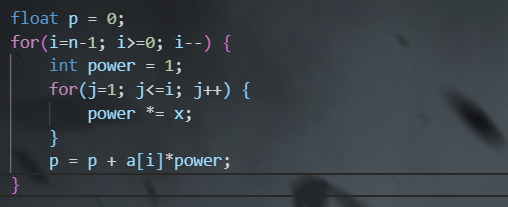 float p = 0;
for(i=n-1; i>=0; i--) {
    int power = 1;
    for(j=1; j<=i; j++) {
        power *= x;
    }
    p = p + a[i]*power;
}